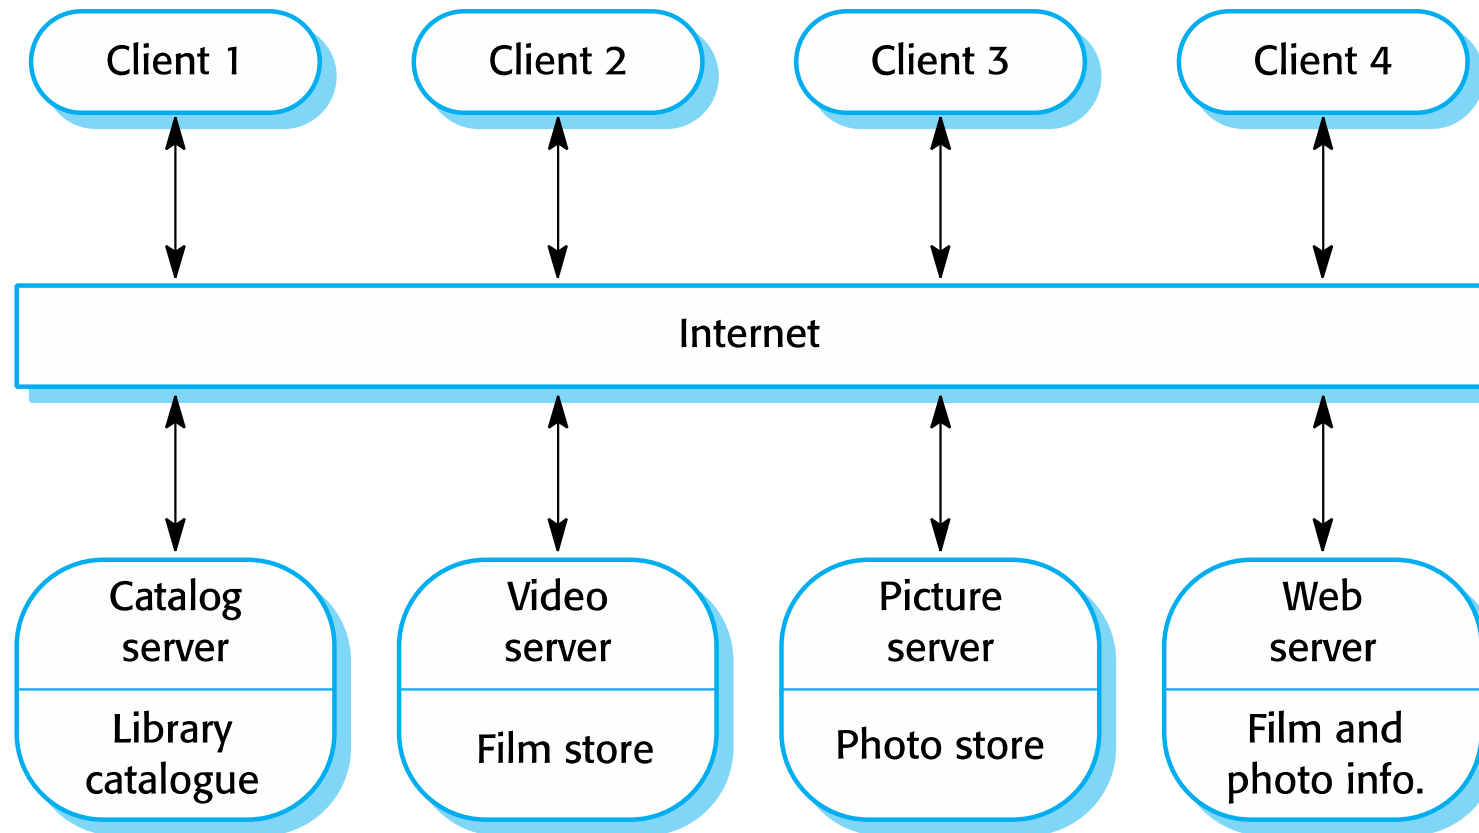 Client 1
Client 2
Client 3
Client 4
Internet
Catalog
server
Library
catalogue
Video
server
Film store
Picture
server
Photo store
Web
server
Film and
photo info.